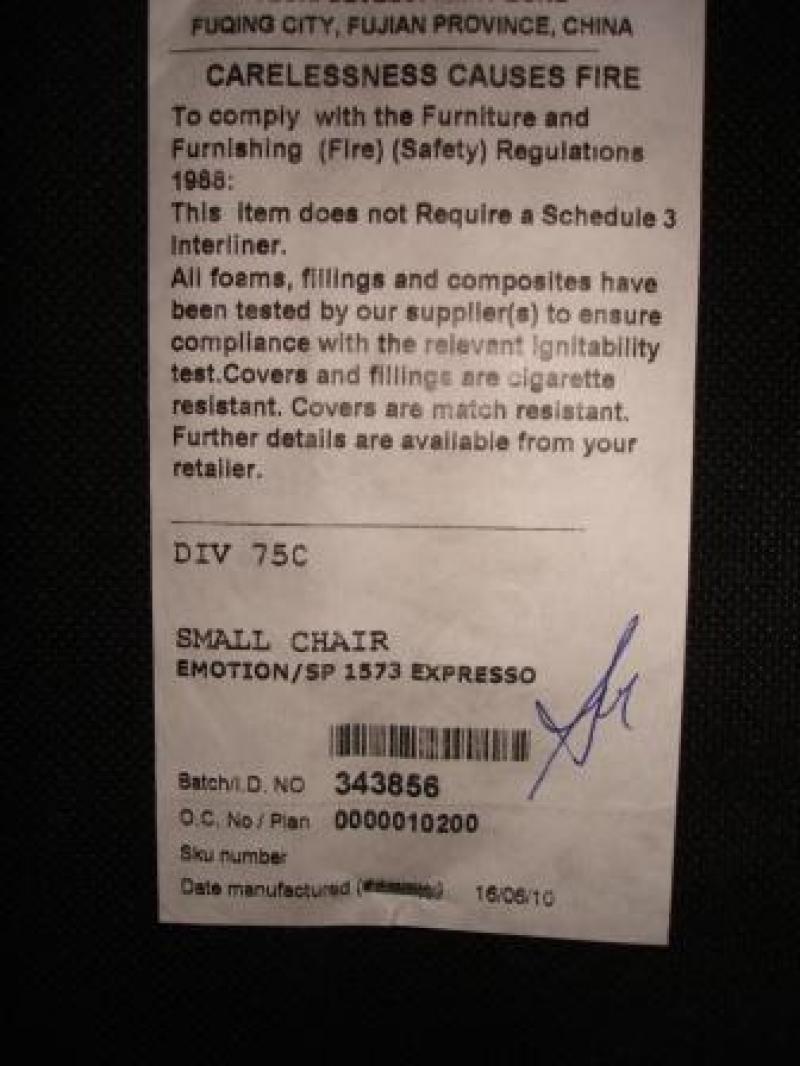 FUQING CITY, FUJIAN PROVINCE, CHINA
CARELESSNESS CAUSES FIRE
To comply with the Furniture and
Furnishing (Fire) (Safety) Regulations
1988:
This item does not Require a Schedule 3
Interliner.
All foams, fillings and composites have
been tested by our supplier(s) to ensure
compliance with the relevant Ignitability
test.Covers and fillings are cigarette
resistant. Covers are match resistant.
Further details are available from your
retailer.
DIV 75C
SMALL CHAIR
EMOTION/SP 1573 EXPRESSO
Batch/I.D. NO 343856
O.C. No / Plan 0000010200
Sku number
Date manufactured 16/06/10